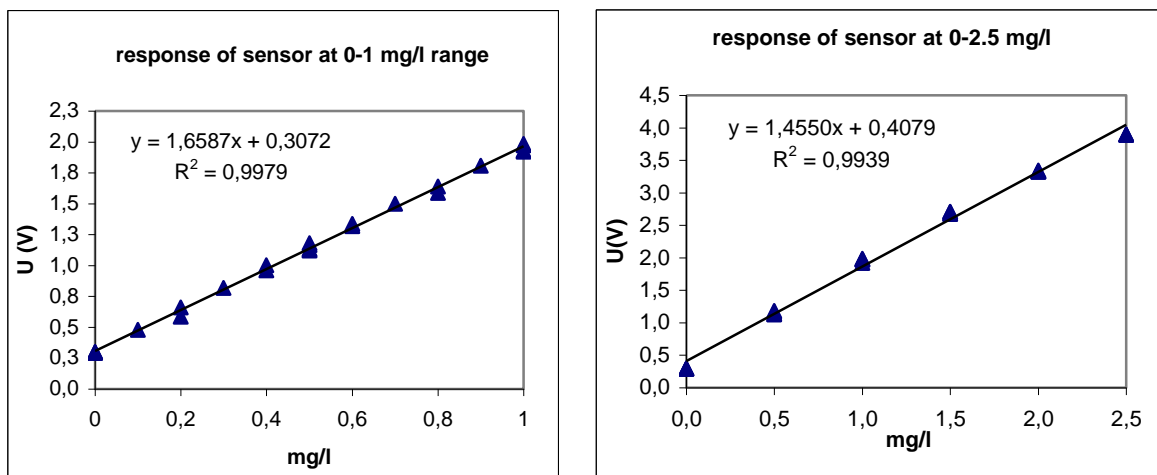 response of sensor at 0-1 mg/l range
y = 1,6587x + 0,3072
R² = 0,9979
U (V)
2,3
2,0
1,8
1,5
1,3
1,0
0,8
0,5
0,3
0,0
0 0,2 0,4 0,6 0,8 1
mg/l
response of sensor at 0-2.5 mg/l
y = 1,4550x + 0,4079
R² = 0,9939
U(V)
4,5
4,0
3,5
3,0
2,5
2,0
1,5
1,0
0,5
0,0
0,0 0,5 1,0 1,5 2,0 2,5
mg/l